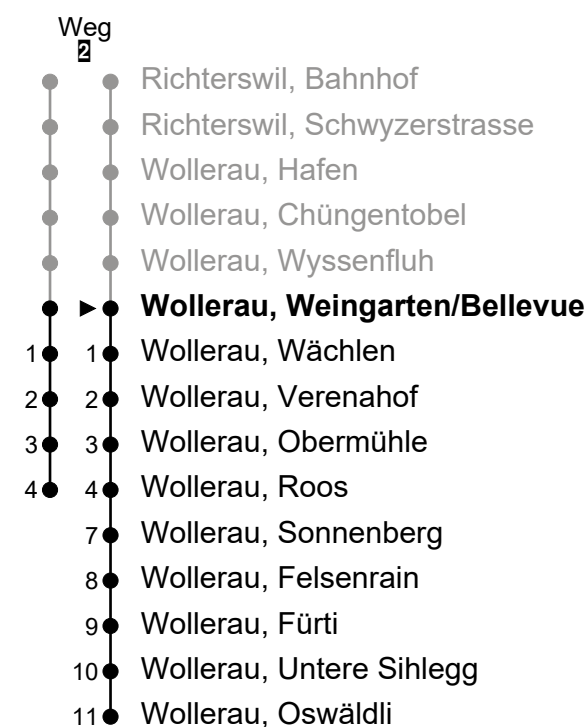 Weg
2
Richterswil, Bahnhof
Richterswil, Schwyzerstrasse
Wollerau, Hafen
Wollerau, Chüngentobel
Wollerau, Wyssenfluh
Wollerau, Weingarten/Bellevue
1 1 Wollerau, Wächlen
2 2 Wollerau, Verenahof
3 3 Wollerau, Obermühle
4 4 Wollerau, Roos
7 Wollerau, Sonnenberg
8 Wollerau, Felsenrain
9 Wollerau, Fürti
10 Wollerau, Untere Sihlegg
11 Wollerau, Oswäldli